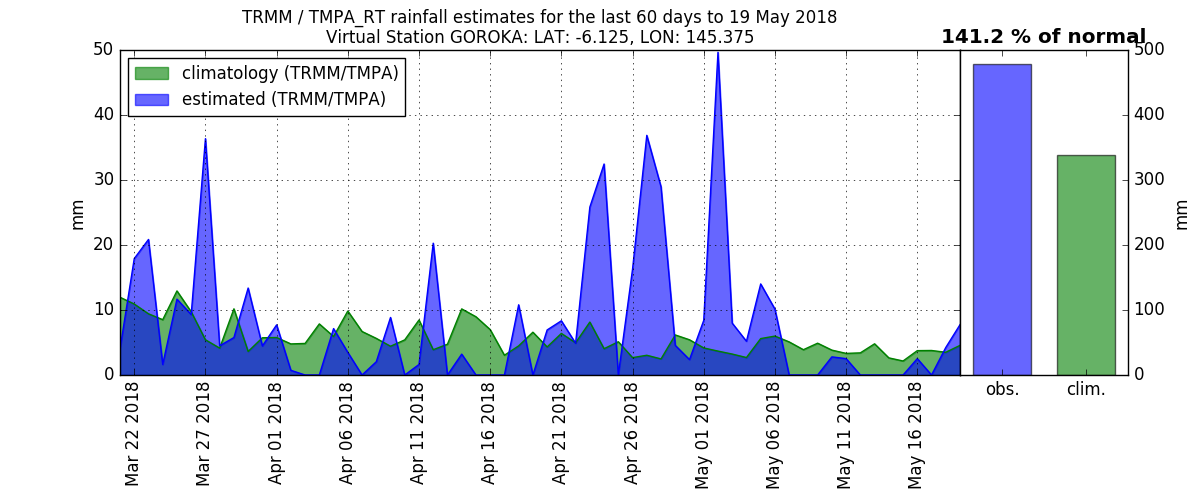 TRMM / TMPA_RT rainfall estimates for the last 60 days to 19 May 2018
Virtual Station GOROKA: LAT: -6.125, LON: 145.375
141.2 % of normal
climatology (TRMM/TMPA)
estimated (TRMM/TMPA)
50
40
30
20
10
0
mm
500
400
300
200
100
0
mm
Mar 22 2018
Mar 27 2018
Apr 01 2018
Apr 06 2018
Apr 11 2018
Apr 16 2018
Apr 21 2018
Apr 26 2018
May 01 2018
May 06 2018
May 11 2018
May 16 2018
obs.
clim.